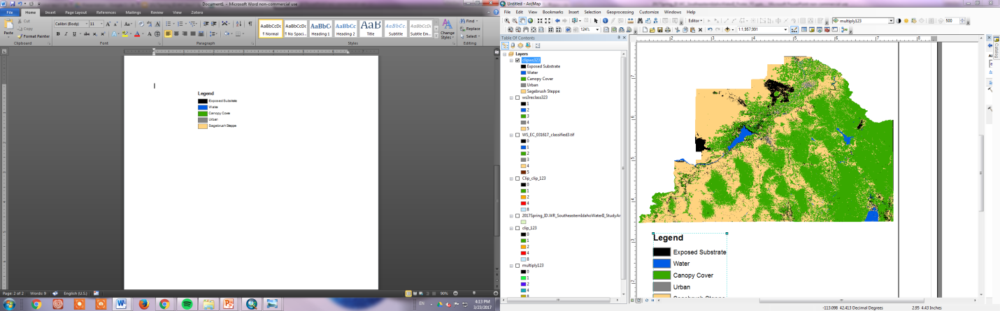 Document1 - Microsoft Word non-commercial use
File Home Insert Page Layout References Mailings Review View Zotero
Paste
Cut
Copy
Format Painter
Clipboard
Calibri (Body) 11
Font
Paragraph
AaBbCcDc AaBbCcDc AaBbCc AaBbCc AaB AaBbCc. AaBbCcDc
1 Normal 1 No Spaci... Heading 1 Heading 2 Title Subtitle Subtle Em...
Change Styles
Styles
Find
Replace
Select
Editing
Legend
Exposed Substrate
Water
Canopy Cover
Urban
Sagebrush Steppe
Page: 2 of 2 Words: 9 English (U.S.) 90%
EN 4:13 PM
3/23/2017
Untitled - ArcMap
File Edit View Bookmarks Insert Selection Geoprocessing Customize Windows Help
Editor
multiply123
500
124%
1:1,957,991
Table Of Contents
Layers
clipws323
Exposed Substrate
Water
Canopy Cover
Urban
Sagebrush Steppe
ws3reclass323
1
2
3
4
5
WS_EC_031617_classified3.tif
0
1
2
3
4
5
Clip_clip_123
0
1
2
4
8
2017Spring_ID.WR_SoutheasternIdahoWaterII_StudyAr
clip_123
0
1
2
4
8
multiply123
0
1
2
4
8
Catalog
Legend
Exposed Substrate
Water
Canopy Cover
Urban
-113.098 42.413 Decimal Degrees 2.95 4.43 Inches